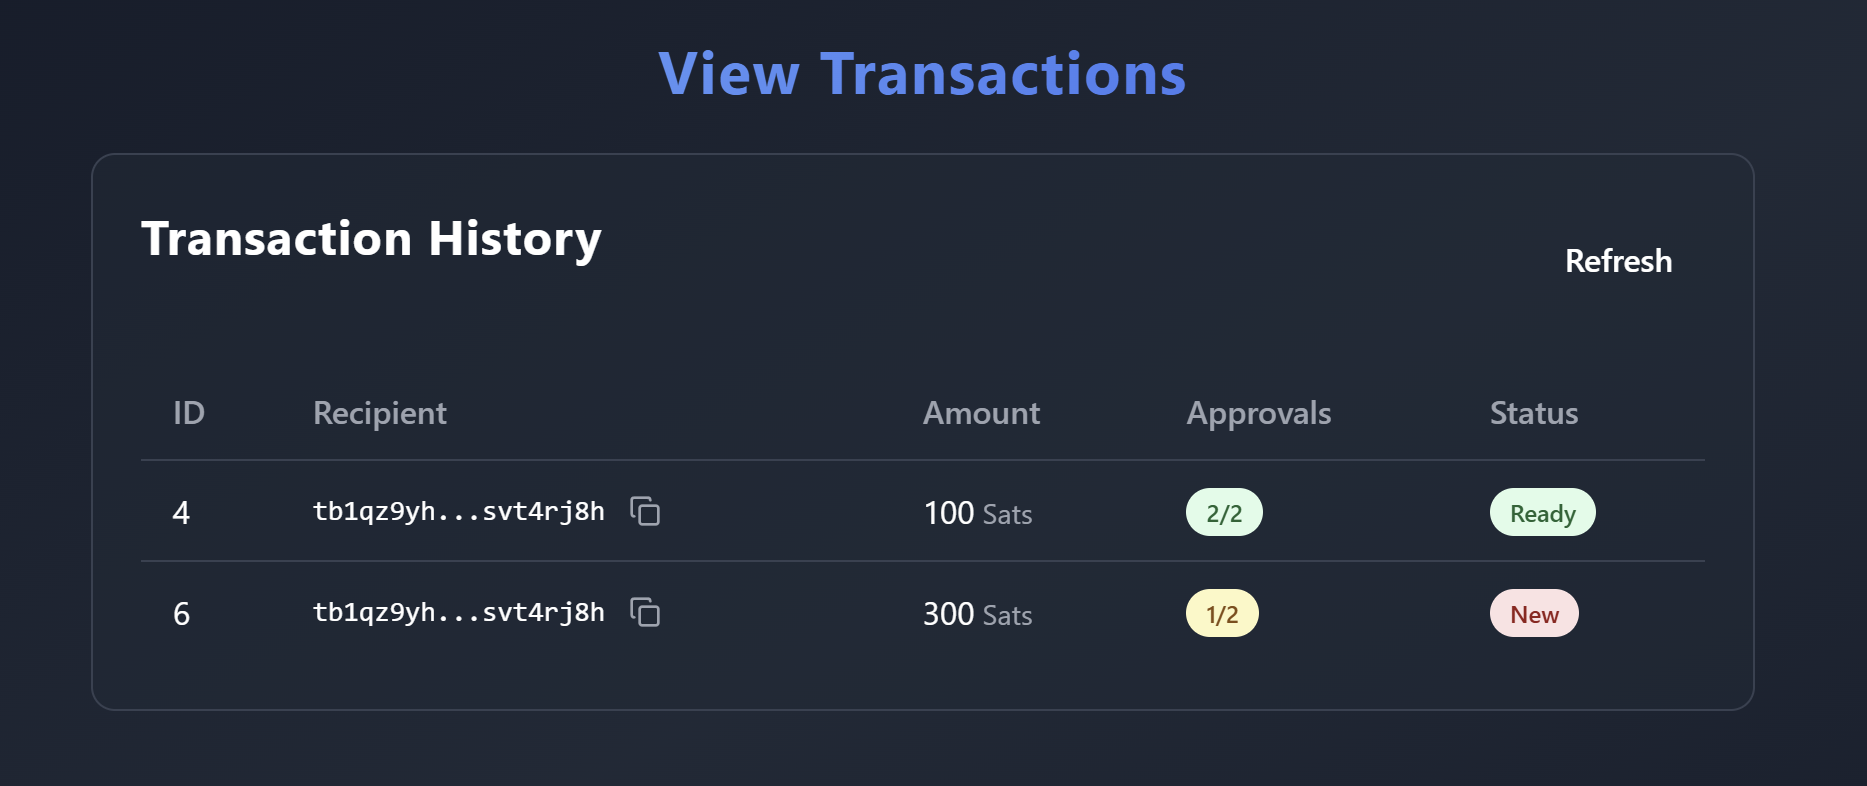 View Transactions
Transaction History
Refresh
ID Recipient Amount Approvals Status
4 tb1qz9yh...svt4rj8h 100 Sats 2/2 Ready
6 tb1qz9yh...svt4rj8h 300 Sats 1/2 New